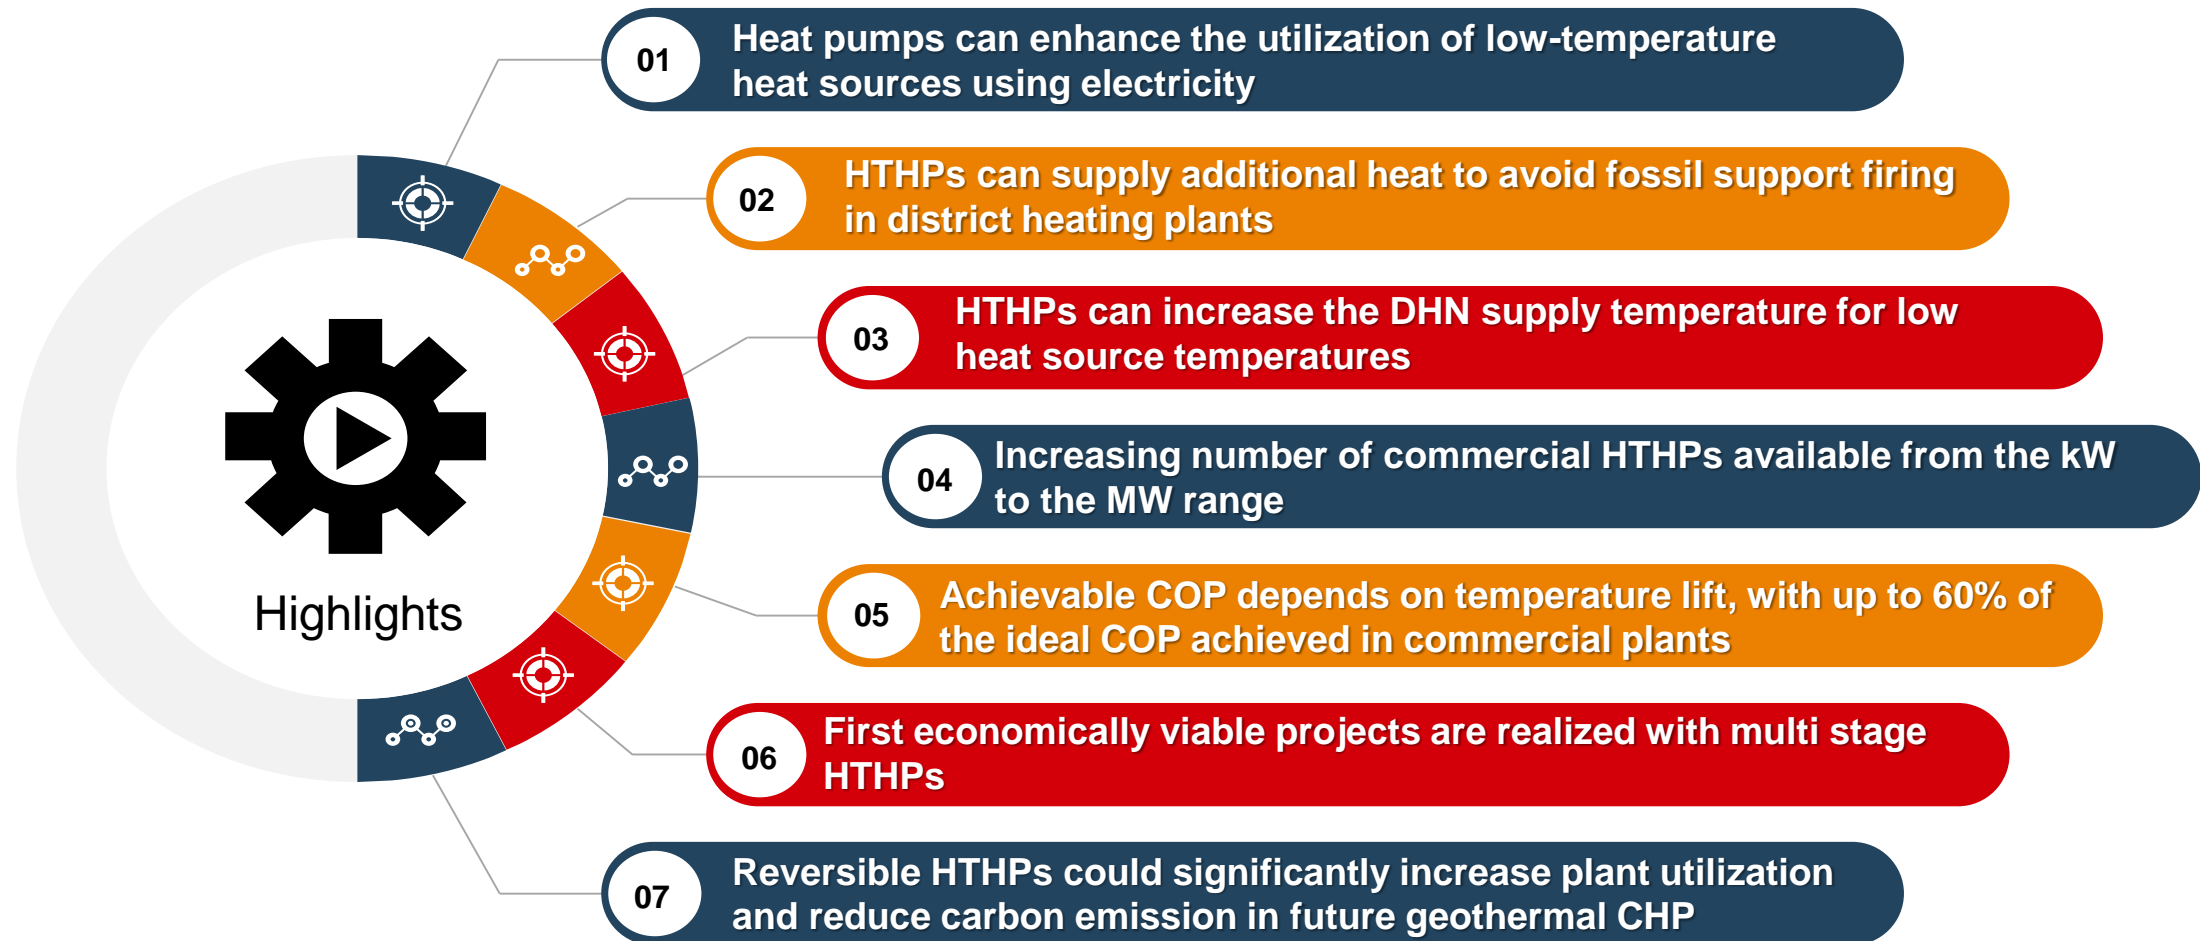 01
Heat pumps can enhance the utilization of low-temperature
heat sources using electricity
02
HTHPs can supply additional heat to avoid fossil support firing
in district heating plants
03
HTHPs can increase the DHN supply temperature for low
heat source temperatures
04
Increasing number of commercial HTHPs available from the kW
to the MW range
Highlights
05
Achievable COP depends on temperature lift, with up to 60% of
the ideal COP achieved in commercial plants
06
First economically viable projects are realized with multi stage
HTHPs
07
Reversible HTHPs could significantly increase plant utilization
and reduce carbon emission in future geothermal CHP